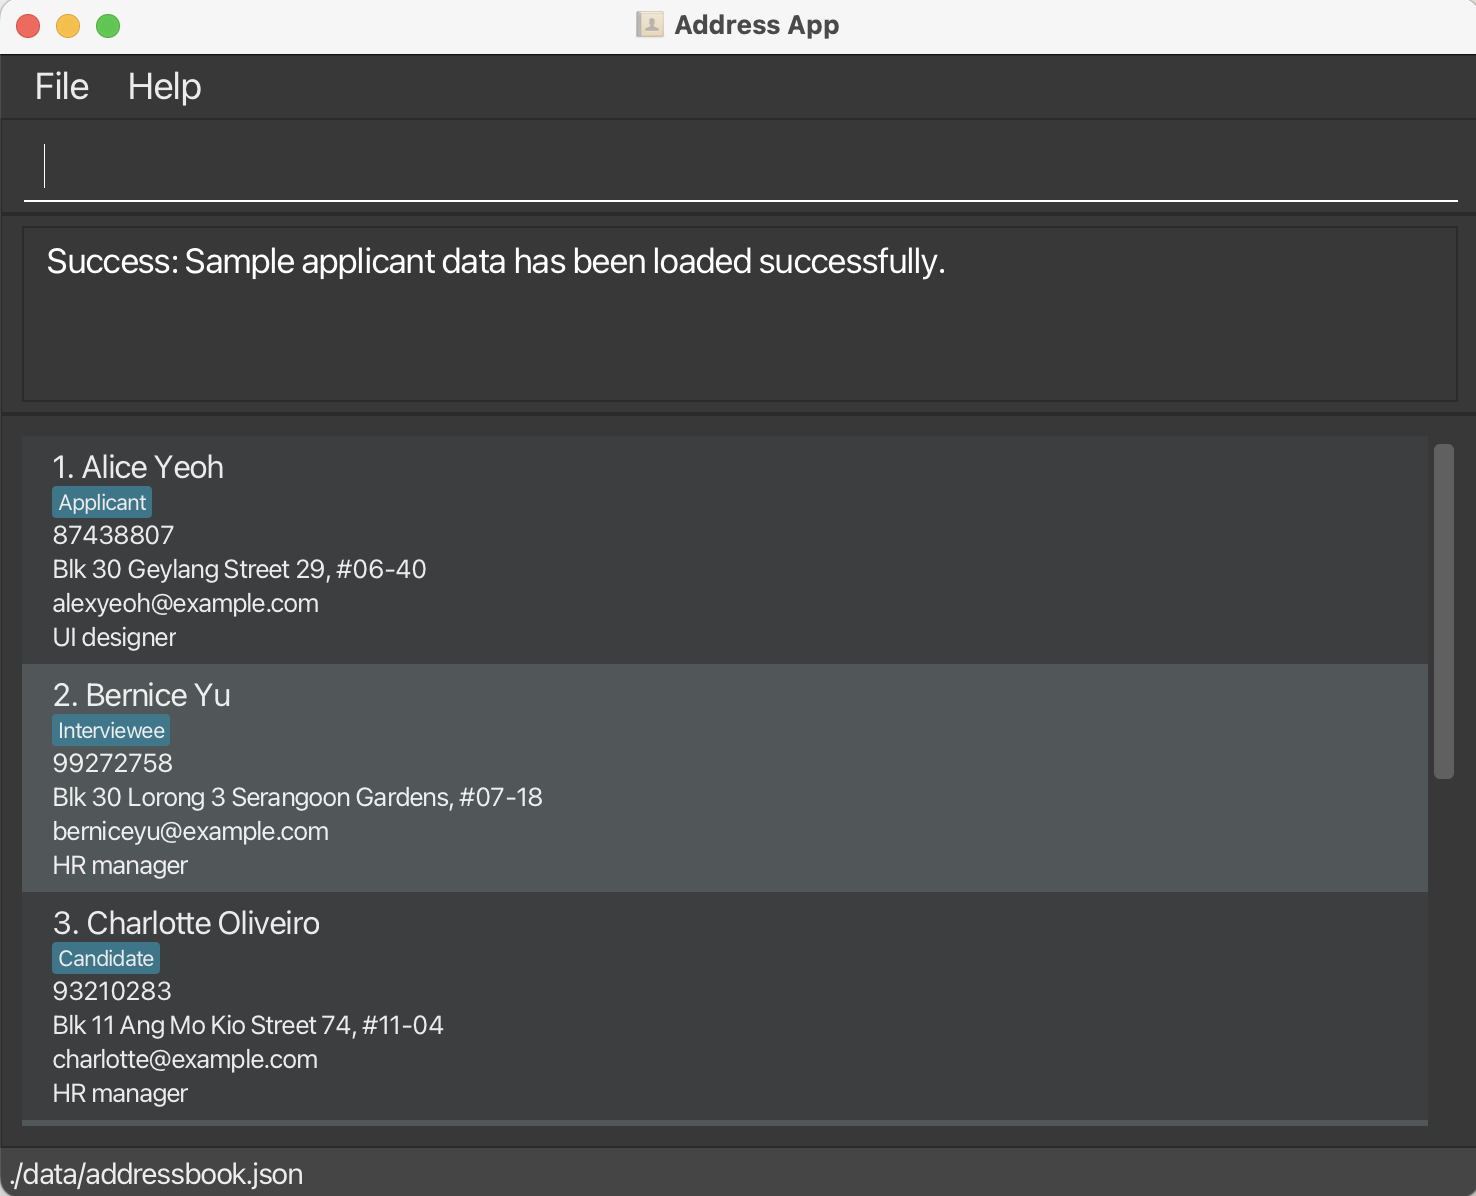 Address App
File Help
Success: Sample applicant data has been loaded successfully.
1. Alice Yeoh
Applicant
87438807
Blk 30 Geylang Street 29, #06-40
alexyeoh@example.com
UI designer
2. Bernice Yu
Interviewee
99272758
Blk 30 Lorong 3 Serangoon Gardens, #07-18
berniceyu@example.com
HR manager
3. Charlotte Oliveiro
Candidate
93210283
Blk 11 Ang Mo Kio Street 74, #11-04
charlotte@example.com
HR manager
./data/addressbook.json